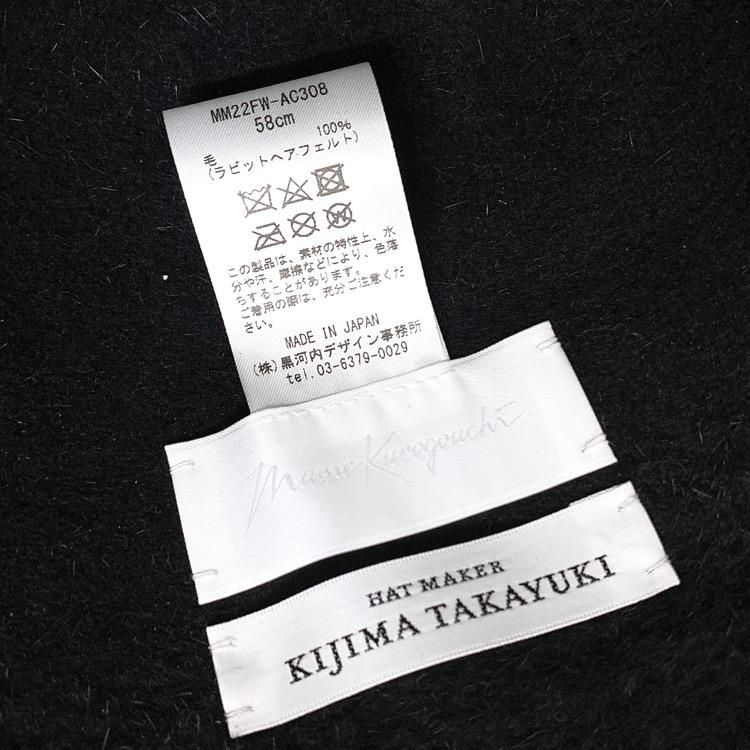 MM22FW-AC308
58cm
毛 100%
(ラビットヘアフェルト)
この製品は、素材の特性上、水
分や汗、摩擦などにより、色落
ちすることがあります。
ご着用の際は、充分ご注意くだ
さい。
MADE IN JAPAN
(株)黒河内デザイン事務所
tel.03-6379-0029
Mame Kurogouchi
HAT MAKER
KIJIMA TAKAYUKI